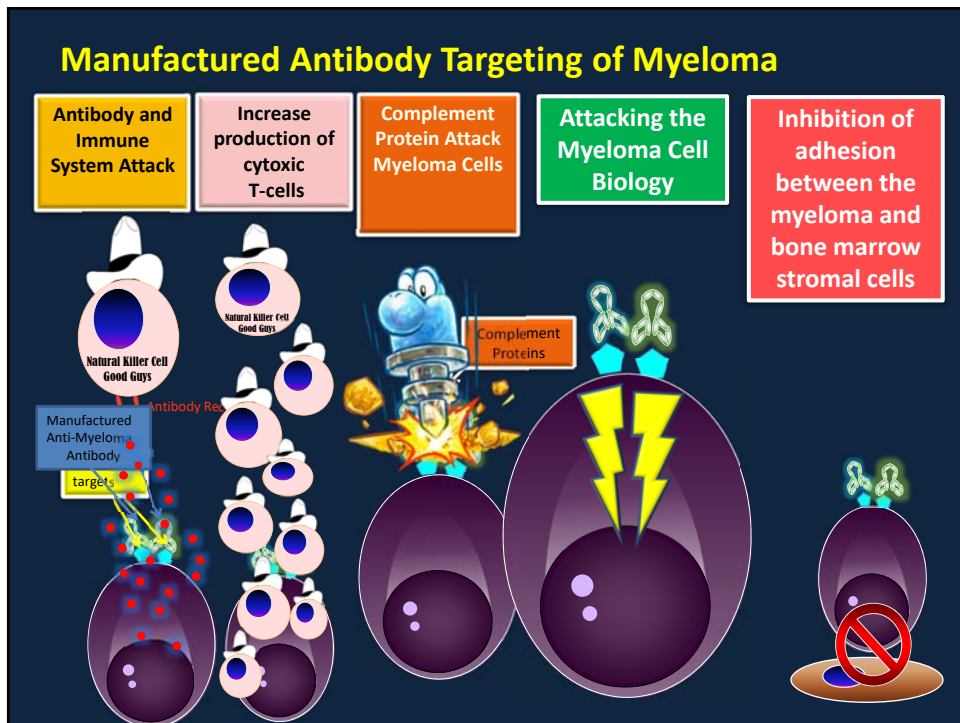 Manufactured Antibody Targeting of Myeloma
Antibody and
Immune
System Attack
Increase
production of
cytoxic
T-cells
Complement
Protein Attack
Myeloma Cells
Attacking the
Myeloma Cell
Biology
Inhibition of
adhesion
between the
myeloma and
bone marrow
stromal cells
Natural Killer Cell
Good Guys
Natural Killer Cell
Good Guys
Complement
Proteins
Antibody Rec
Manufactured
Anti-Myeloma
Antibody
targets